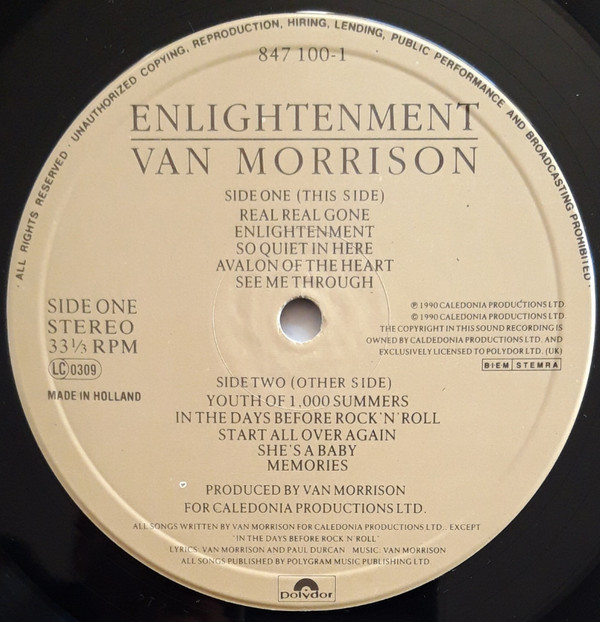 · ALL RIGHTS RESERVED · UNAUTHORIZED COPYING, REPRODUCTION, HIRING, LENDING, PUBLIC PERFORMANCE AND BROADCASTING PROHIBITED ·
847 100-1
ENLIGHTENMENT
VAN MORRISON
SIDE ONE (THIS SIDE)
REAL REAL GONE
ENLIGHTENMENT
SO QUIET IN HERE
AVALON OF THE HEART
SEE ME THROUGH
SIDE ONE
STEREO
33⅓ RPM
LC 0309
MADE IN HOLLAND
℗ 1990 CALEDONIA PRODUCTIONS LTD.
© 1990 CALEDONIA PRODUCTIONS LTD.
THE COPYRIGHT IN THIS SOUND RECORDING IS
OWNED BY CALDEDONIA PRODUCTIONS LTD. AND
EXCLUSIVELY LICENSED TO POLYDOR LTD. (UK)
BIEM STEMRA
SIDE TWO (OTHER SIDE)
YOUTH OF 1,000 SUMMERS
IN THE DAYS BEFORE ROCK'N'ROLL
START ALL OVER AGAIN
SHE'S A BABY
MEMORIES
PRODUCED BY VAN MORRISON
FOR CALEDONIA PRODUCTIONS LTD.
ALL SONGS WRITTEN BY VAN MORRISON FOR CALEDONIA PRODUCTIONS LTD. EXCEPT
"IN THE DAYS BEFORE ROCK'N'ROLL"
LYRICS: VAN MORRISON AND PAUL DURCAN MUSIC: VAN MORRISON
ALL SONGS PUBLISHED BY POLYGRAM MUSIC PUBLISHING LTD
polydor